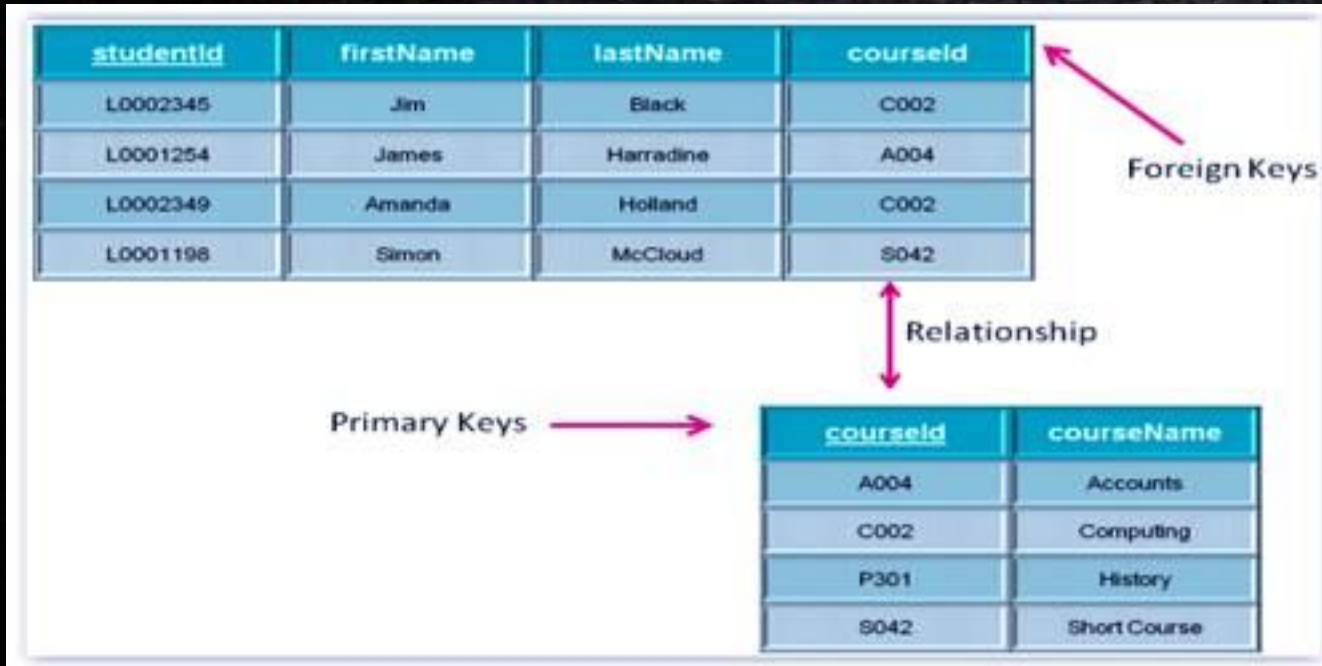 studentId firstName lastName courseId
L0002345 Jim Black C002
L0001254 James Harradine A004
L0002349 Amanda Holland C002
L0001198 Simon McCloud S042
Foreign Keys
Relationship
Primary Keys
courseId courseName
A004 Accounts
C002 Computing
P301 History
S042 Short Course